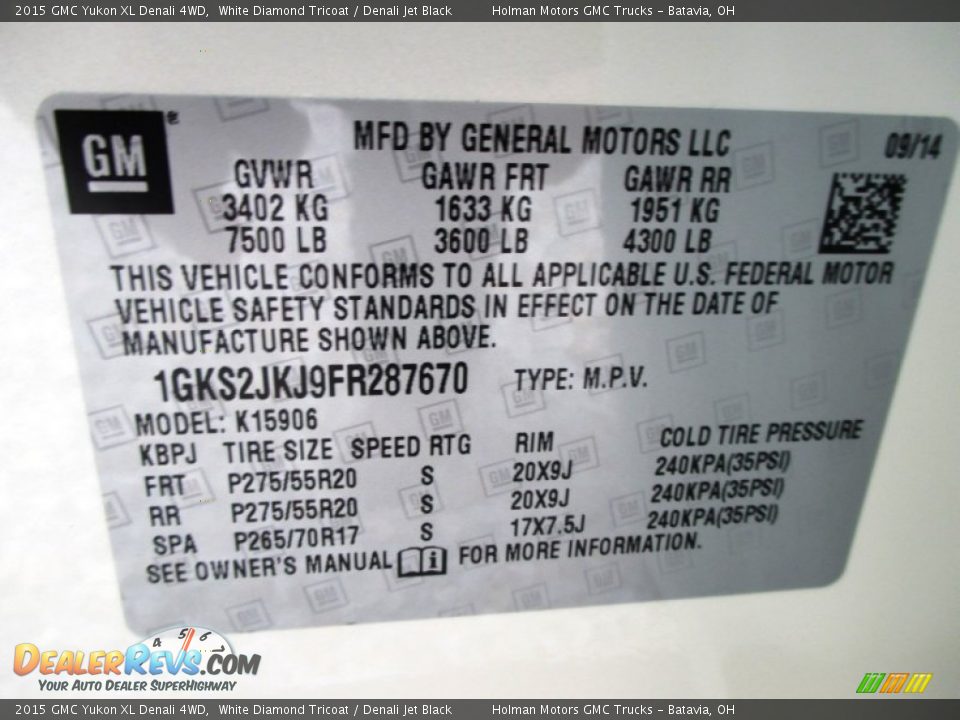 2015 GMC Yukon XL Denali 4WD, White Diamond Tricoat / Denali Jet Black Holman Motors GMC Trucks – Batavia, OH
GM®
MFD BY GENERAL MOTORS LLC 09/14
GVWR GAWR FRT GAWR RR
3402 KG 1633 KG 1951 KG
7500 LB 3600 LB 4300 LB
THIS VEHICLE CONFORMS TO ALL APPLICABLE U.S. FEDERAL MOTOR
VEHICLE SAFETY STANDARDS IN EFFECT ON THE DATE OF
MANUFACTURE SHOWN ABOVE.
1GKS2JKJ9FR287670 TYPE: M.P.V.
MODEL: K15906
KBPJ TIRE SIZE SPEED RTG RIM COLD TIRE PRESSURE
FRT P275/55R20 S 20X9J 240KPA(35PSI)
RR P275/55R20 S 20X9J 240KPA(35PSI)
SPA P265/70R17 S 17X7.5J 240KPA(35PSI)
SEE OWNER'S MANUAL i FOR MORE INFORMATION.
4 5 6
DEALERREVS.COM
YOUR AUTO DEALER SUPERHIGHWAY
2015 GMC Yukon XL Denali 4WD, White Diamond Tricoat / Denali Jet Black Holman Motors GMC Trucks – Batavia, OH